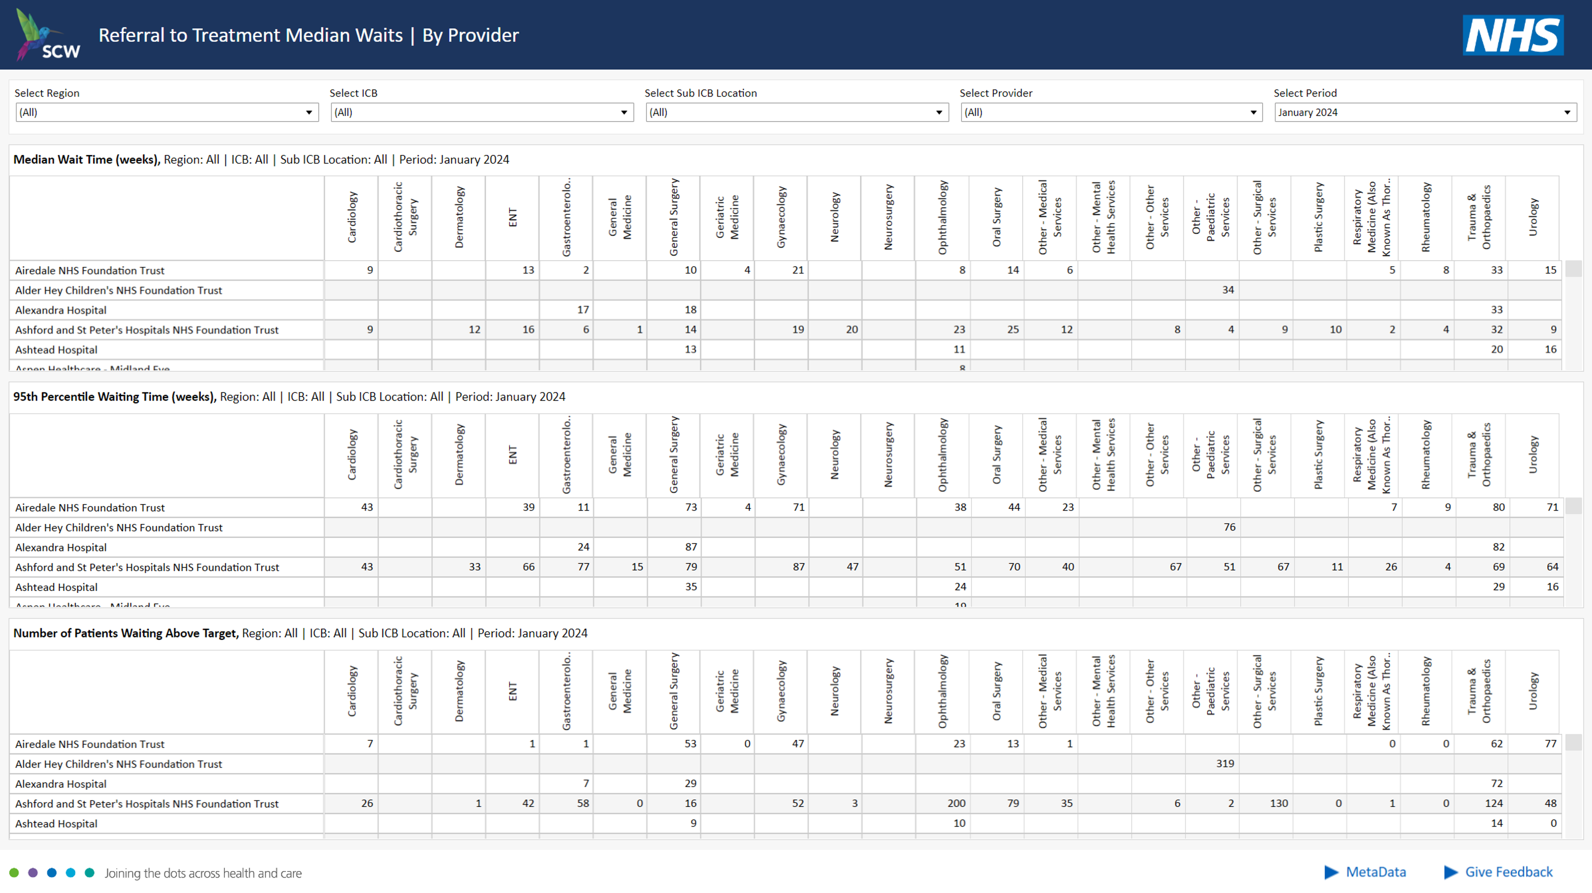 SCW
Referral to Treatment Median Waits | By Provider
NHS
Select Region
Select ICB
Select Sub ICB Location
Select Provider
Select Period
(All)
(All)
(All)
(All)
January 2024
Median Wait Time (weeks), Region: All | ICB: All | Sub ICB Location: All | Period: January 2024
Cardiology
Cardiothoracic
Surgery
Dermatology
ENT
Gastroenterolo..
General
Medicine
General Surgery
Geriatric
Medicine
Gynaecology
Neurology
Neurosurgery
Ophthalmology
Oral Surgery
Other - Medical
Services
Other - Mental
Health Services
Other - Other
Services
Other -
Paediatric
Services
Other - Surgical
Services
Plastic Surgery
Respiratory
Medicine (Also
Known As Thor..
Rheumatology
Trauma &
Orthopaedics
Urology
Airedale NHS Foundation Trust 9 13 2 10 4 21 8 14 6 5 8 33 15
Alder Hey Children's NHS Foundation Trust 34
Alexandra Hospital 17 18 33
Ashford and St Peter's Hospitals NHS Foundation Trust 9 12 16 6 1 14 19 20 23 25 12 8 4 9 10 2 4 32 9
Ashtead Hospital 13 11 20 16
Aspen Healthcare - Midland Eye 8
95th Percentile Waiting Time (weeks), Region: All | ICB: All | Sub ICB Location: All | Period: January 2024
Cardiology
Cardiothoracic
Surgery
Dermatology
ENT
Gastroenterolo..
General
Medicine
General Surgery
Geriatric
Medicine
Gynaecology
Neurology
Neurosurgery
Ophthalmology
Oral Surgery
Other - Medical
Services
Other - Mental
Health Services
Other - Other
Services
Other -
Paediatric
Services
Other - Surgical
Services
Plastic Surgery
Respiratory
Medicine (Also
Known As Thor..
Rheumatology
Trauma &
Orthopaedics
Urology
Airedale NHS Foundation Trust 43 39 11 73 4 71 38 44 23 7 9 80 71
Alder Hey Children's NHS Foundation Trust 76
Alexandra Hospital 24 87 82
Ashford and St Peter's Hospitals NHS Foundation Trust 43 33 66 77 15 79 87 47 51 70 40 67 51 67 11 26 4 69 64
Ashtead Hospital 35 24 29 16
Aspen Healthcare - Midland Eye 19
Number of Patients Waiting Above Target, Region: All | ICB: All | Sub ICB Location: All | Period: January 2024
Cardiology
Cardiothoracic
Surgery
Dermatology
ENT
Gastroenterolo..
General
Medicine
General Surgery
Geriatric
Medicine
Gynaecology
Neurology
Neurosurgery
Ophthalmology
Oral Surgery
Other - Medical
Services
Other - Mental
Health Services
Other - Other
Services
Other -
Paediatric
Services
Other - Surgical
Services
Plastic Surgery
Respiratory
Medicine (Also
Known As Thor..
Rheumatology
Trauma &
Orthopaedics
Urology
Airedale NHS Foundation Trust 7 1 1 53 0 47 23 13 1 0 0 62 77
Alder Hey Children's NHS Foundation Trust 319
Alexandra Hospital 7 29 72
Ashford and St Peter's Hospitals NHS Foundation Trust 26 1 42 58 0 16 52 3 200 79 35 6 2 130 0 1 0 124 48
Ashtead Hospital 9 10 14 0
Joining the dots across health and care
MetaData
Give Feedback